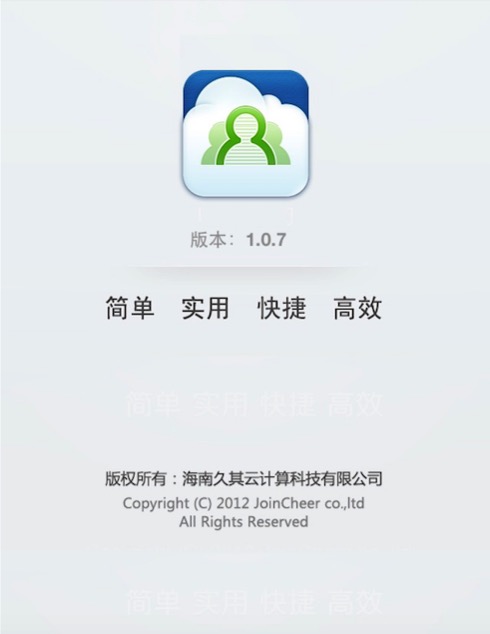 版本：1.0.7
简单 实用 快捷 高效
简单 实用 快捷 高效
版权所有：海南久其云计算科技有限公司
Copyright (C) 2012 JoinCheer co.,ltd
All Rights Reserved
简单 实用 快捷 高效